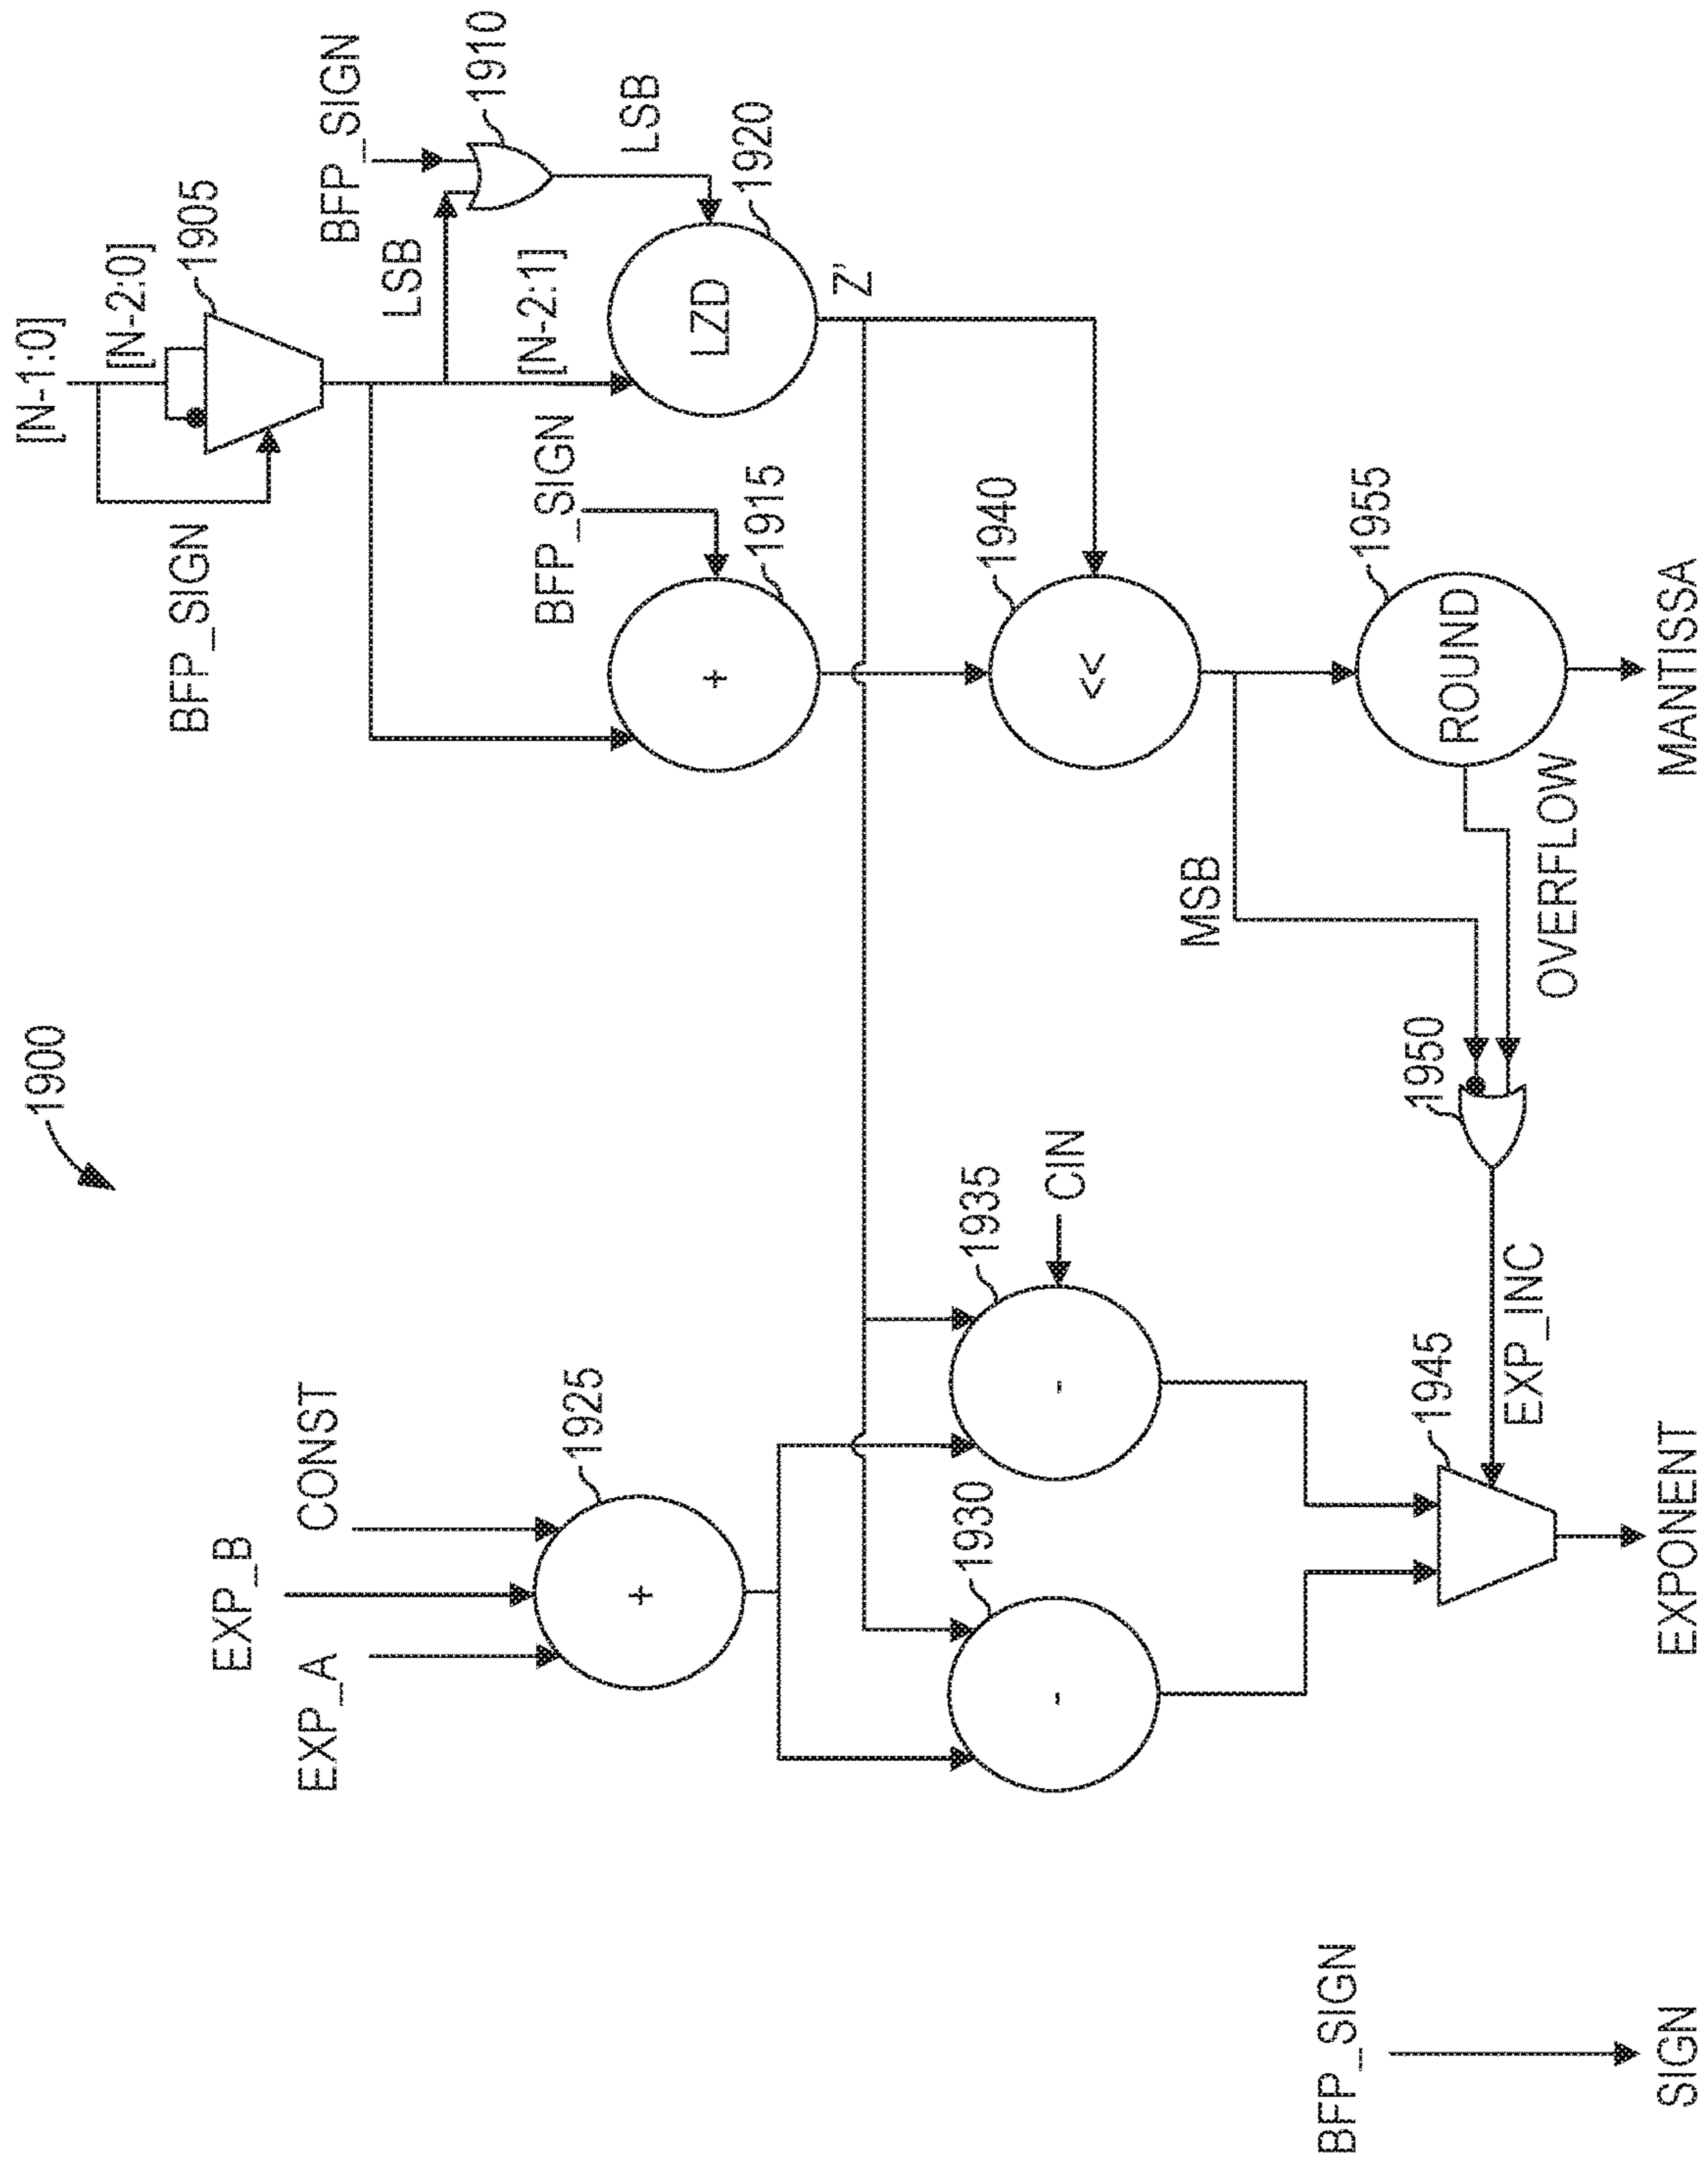 1900
[N-1:0]
[N-2:0]
1905
BFP_SIGN
BFP_SIGN
1910
LSB
LSB
[N-2:1]
1920
LZD
Z'
BFP_SIGN
1915
+
EXP_A
EXP_B
CONST
1925
+
1930
-
1935
-
CIN
1940
<<
MSB
1955
ROUND
OVERFLOW
1950
EXP_INC
1945
BFP_SIGN
SIGN
EXPONENT
MANTISSA